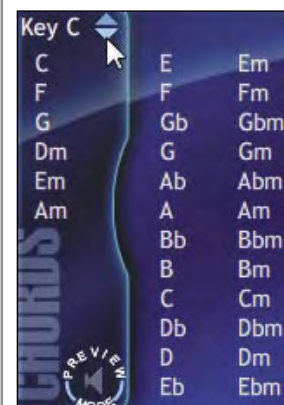 Key C
C E Em
F F Fm
G Gb Gbm
Dm G Gm
Em Ab Abm
Am A Am
Bb Bbm
B Bm
C Cm
Db Dbm
D Dm
Eb Ebm
CHORDS
PREVIEW
MODE